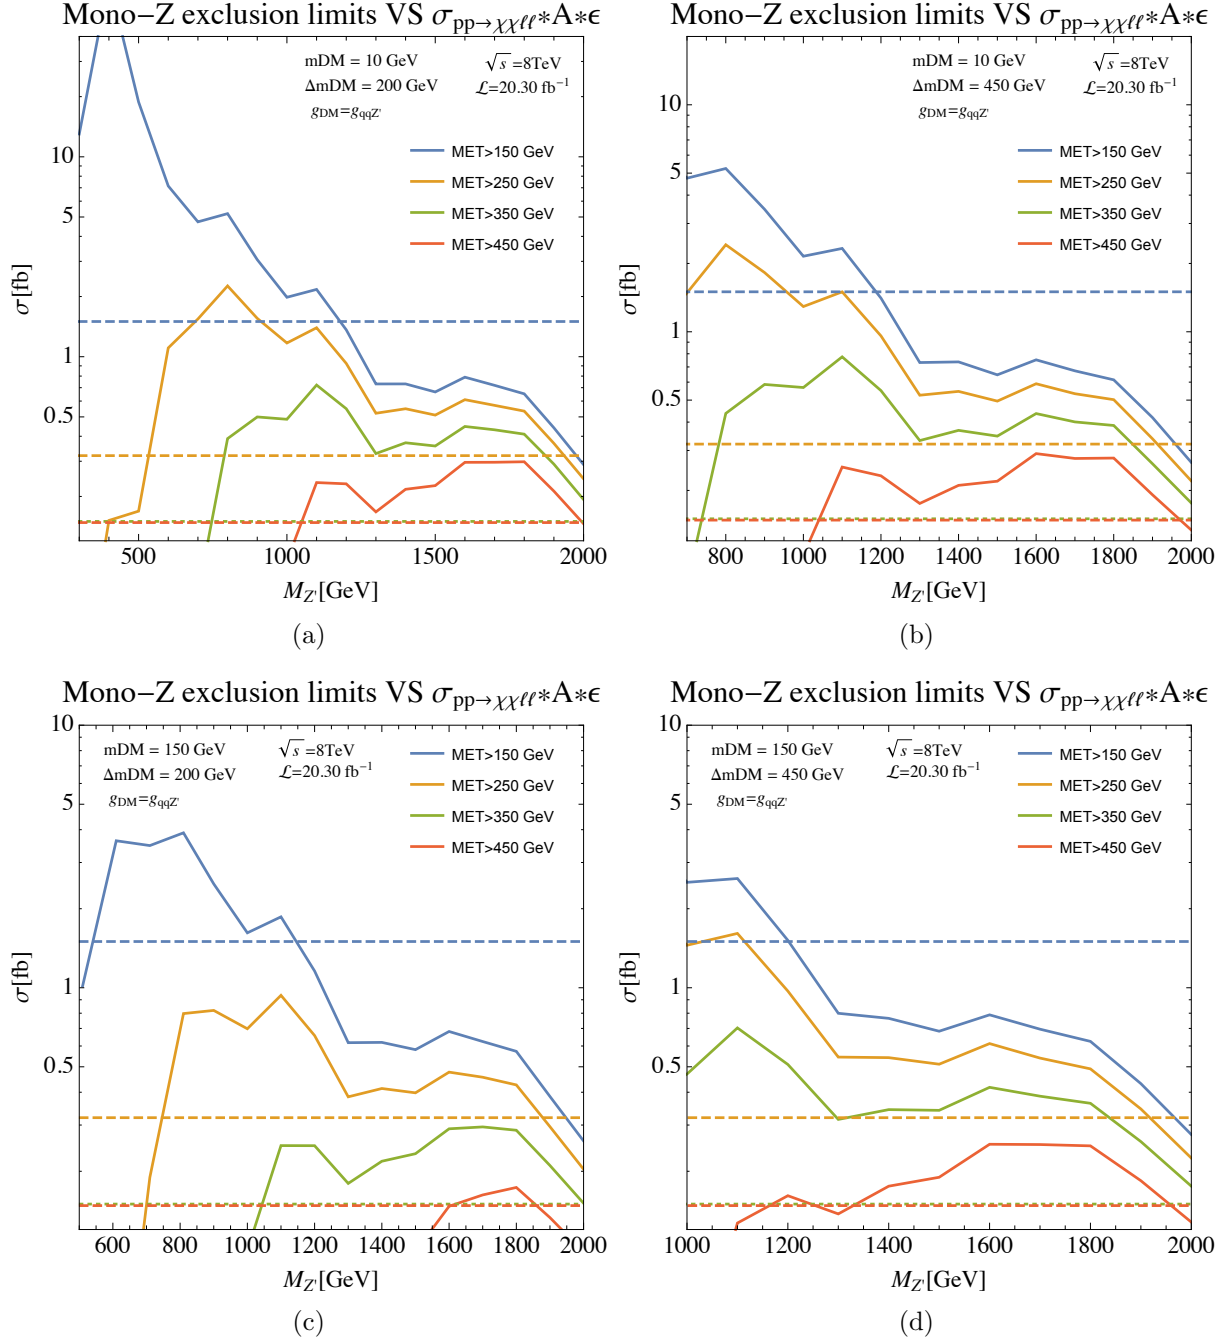 Mono-Z exclusion limits VS σpp→χχℓℓ*A*ϵ
mDM = 10 GeV
√s =8TeV
ΔmDM = 200 GeV
ℒ=20.30 fb⁻¹
gDM=gqqZ'
MET>150 GeV
MET>250 GeV
MET>350 GeV
MET>450 GeV
10
5
1
0.5
σ[fb]
500 1000 1500 2000
MZ'[GeV]
(a)
Mono-Z exclusion limits VS σpp→χχℓℓ*A*ϵ
mDM = 10 GeV
√s =8TeV
ΔmDM = 450 GeV
ℒ=20.30 fb⁻¹
gDM=gqqZ'
MET>150 GeV
MET>250 GeV
MET>350 GeV
MET>450 GeV
10
5
1
0.5
σ[fb]
800 1000 1200 1400 1600 1800 2000
MZ'[GeV]
(b)
Mono-Z exclusion limits VS σpp→χχℓℓ*A*ϵ
mDM = 150 GeV
√s =8TeV
ΔmDM = 200 GeV
ℒ=20.30 fb⁻¹
gDM=gqqZ'
MET>150 GeV
MET>250 GeV
MET>350 GeV
MET>450 GeV
10
5
1
0.5
σ[fb]
600 800 1000 1200 1400 1600 1800 2000
MZ'[GeV]
(c)
Mono-Z exclusion limits VS σpp→χχℓℓ*A*ϵ
mDM = 150 GeV
√s =8TeV
ΔmDM = 450 GeV
ℒ=20.30 fb⁻¹
gDM=gqqZ'
MET>150 GeV
MET>250 GeV
MET>350 GeV
MET>450 GeV
10
5
1
0.5
σ[fb]
1000 1200 1400 1600 1800 2000
MZ'[GeV]
(d)